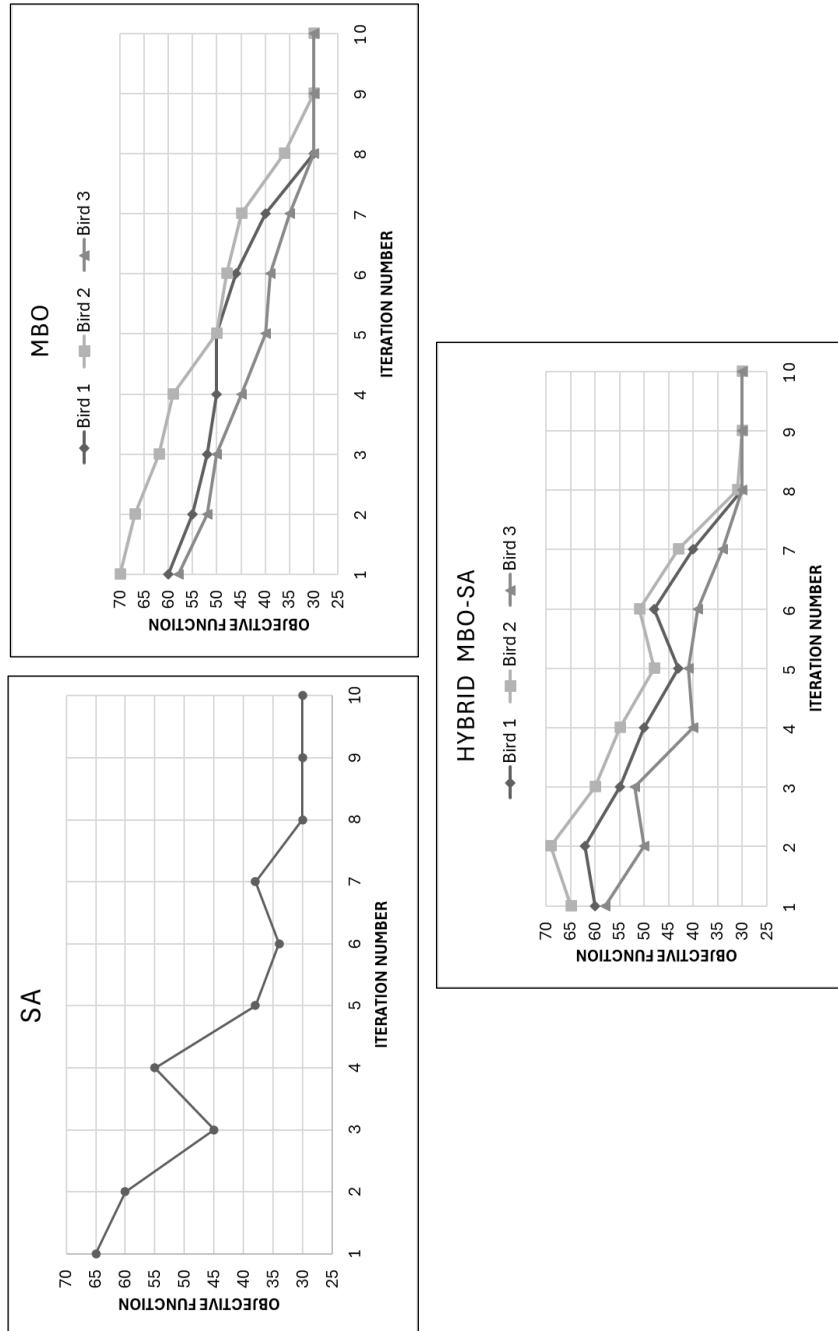 SA
OBJECTIVE FUNCTION
70
65
60
55
50
45
40
35
30
25
1 2 3 4 5 6 7 8 9 10
ITERATION NUMBER
MBO
Bird 1 Bird 2 Bird 3
OBJECTIVE FUNCTION
70
65
60
55
50
45
40
35
30
25
1 2 3 4 5 6 7 8 9 10
ITERATION NUMBER
HYBRID MBO-SA
Bird 1 Bird 2 Bird 3
OBJECTIVE FUNCTION
70
65
60
55
50
45
40
35
30
25
1 2 3 4 5 6 7 8 9 10
ITERATION NUMBER